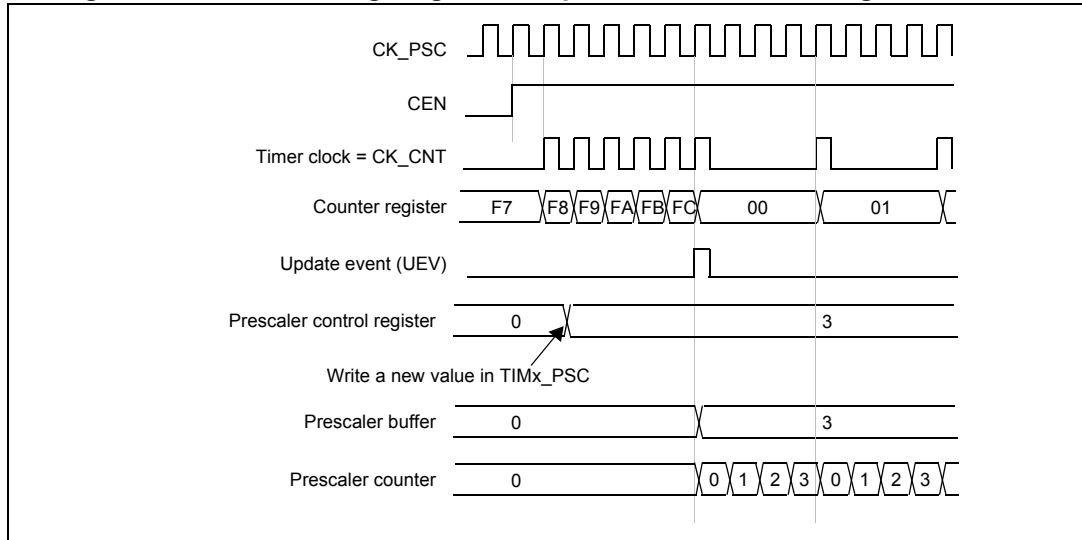 CK_PSC
CEN
Timer clock = CK_CNT
Counter register F7 F8 F9 FA FB FC 00 01
Update event (UEV)
Prescaler control register 0 3
Write a new value in TIMx_PSC
Prescaler buffer 0 3
Prescaler counter 0 0 1 2 3 0 1 2 3